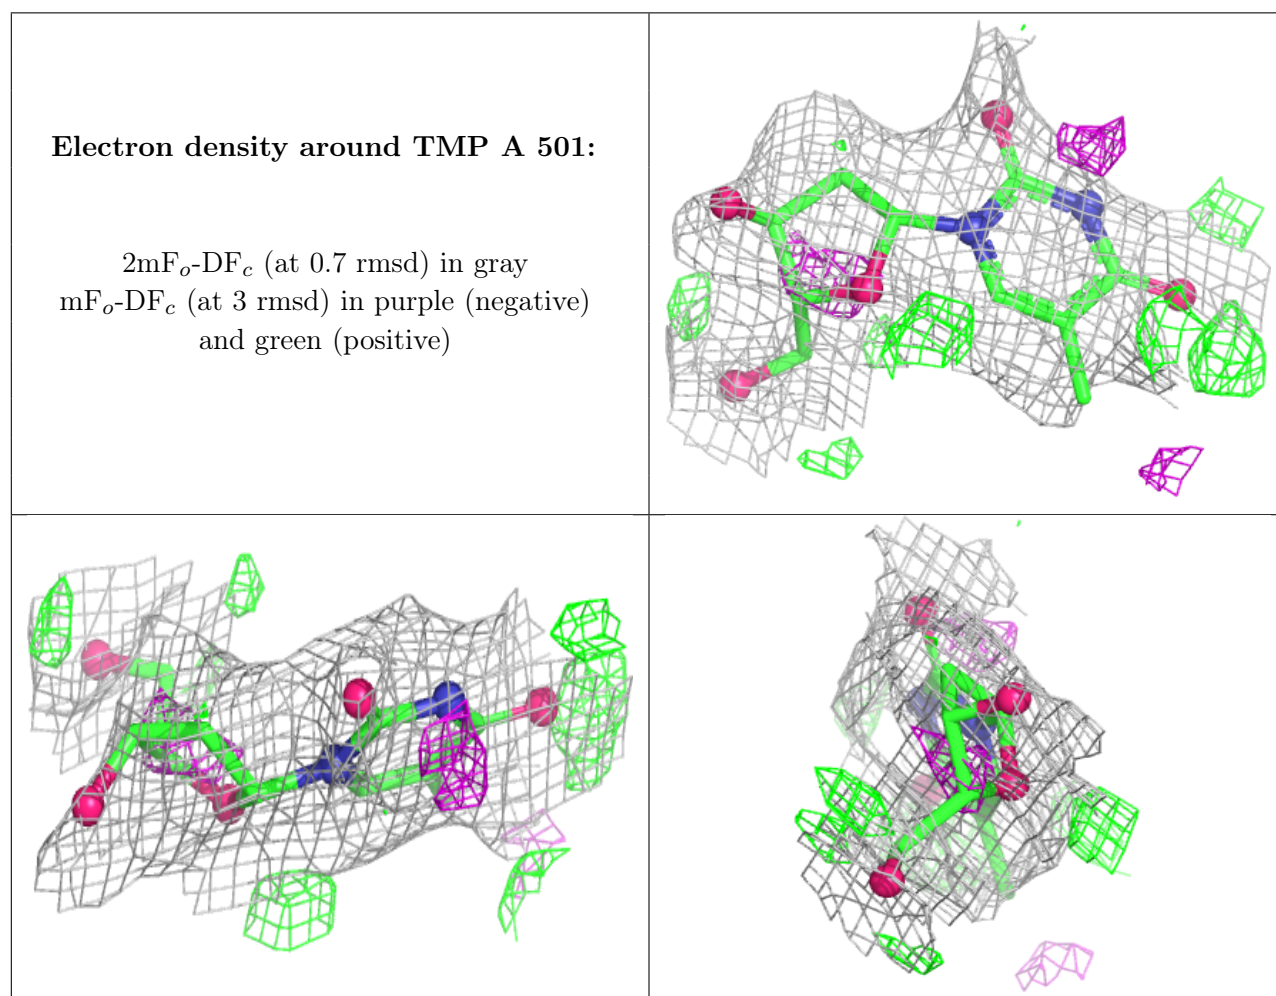 Electron density around TMP A 501:
2mFo-DFc (at 0.7 rmsd) in gray
mFo-DFc (at 3 rmsd) in purple (negative)
and green (positive)